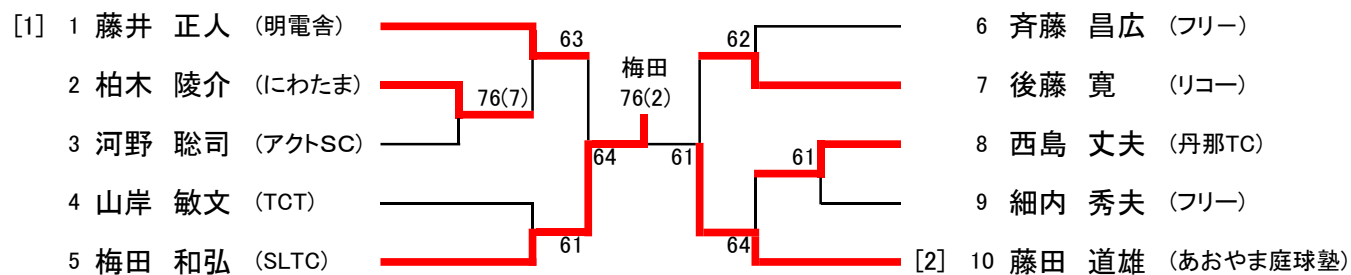 [1] 1 藤井 正人 (明電舎)
2 柏木 陵介 (にわたま)
3 河野 聡司 (アクトSC)
4 山岸 敏文 (TCT)
5 梅田 和弘 (SLTC)
63
76(7)
64
61
梅田
76(2)
62
61
61
64
6 斉藤 昌広 (フリー)
7 後藤 寛 (リコー)
8 西島 丈夫 (丹那TC)
9 細内 秀夫 (フリー)
[2] 10 藤田 道雄 (あおやま庭球塾)